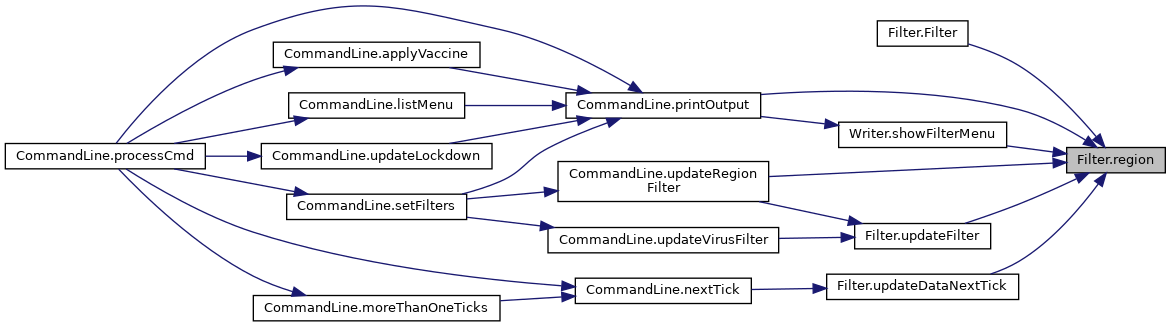 Filter.Filter
CommandLine.applyVaccine
CommandLine.listMenu
CommandLine.printOutput
Writer.showFilterMenu
CommandLine.processCmd
CommandLine.updateLockdown
Filter.region
CommandLine.updateRegion
Filter
CommandLine.setFilters
CommandLine.updateVirusFilter
Filter.updateFilter
CommandLine.nextTick
Filter.updateDataNextTick
CommandLine.moreThanOneTicks